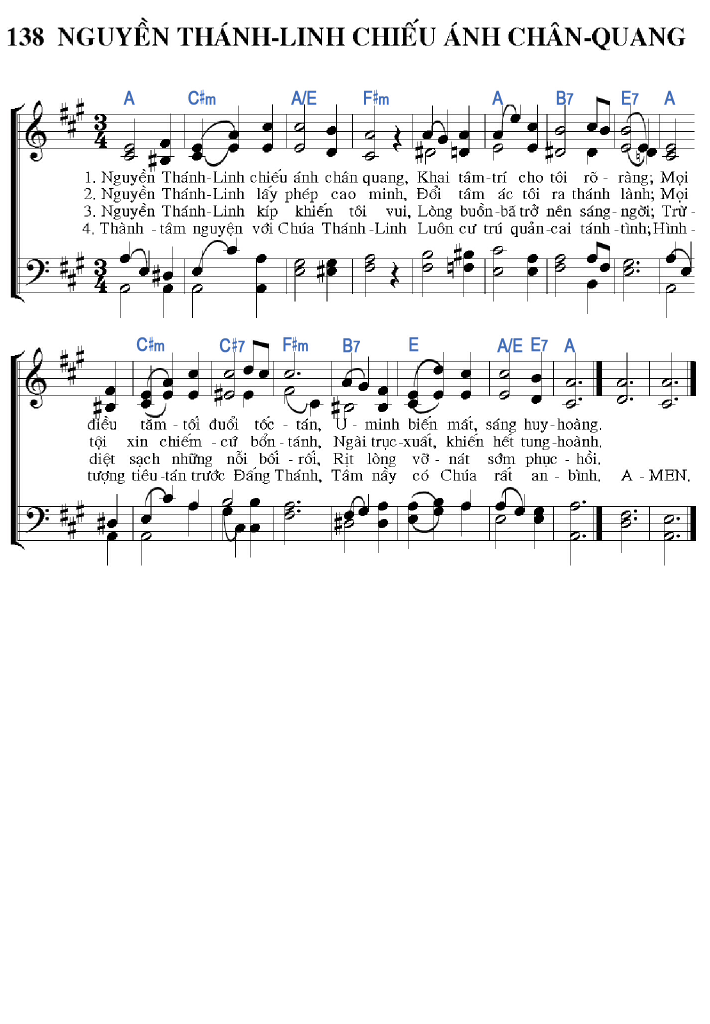 138 NGUYỀN THÁNH-LINH CHIẾU ÁNH CHÂN-QUANG
A C#m A/E F#m A B7 E7 A
3/4
1. Nguyền Thánh-Linh chiếu ánh chân quang, Khai tâm-trí cho tôi rõ-ràng; Mọi
2. Nguyền Thánh-Linh lấy phép cao minh, Đổi tâm ác tôi ra thánh lành; Mọi
3. Nguyền Thánh-Linh kíp khiến tôi vui, Lòng buồn-bã trở nên sáng-ngời; Trừ-
4. Thành-tâm nguyện với Chúa Thánh-Linh Luôn cư trú quản-cai tánh-tình; Hình-
3/4
C#m C#7 F#m B7 E A/E E7 A
điều tăm-tối đuổi tốc-tán, U-minh biến mất, sáng huy-hoàng.
tội xin chiếm-cứ bổn-tánh, Ngài trục-xuất, khiến hết tung-hoành.
diệt sạch những nỗi bối-rối, Rịt lòng vỡ-nát sớm phục-hồi.
tượng tiêu-tán trước Đấng Thánh, Tâm nầy có Chúa rất an-bình. A-MEN.